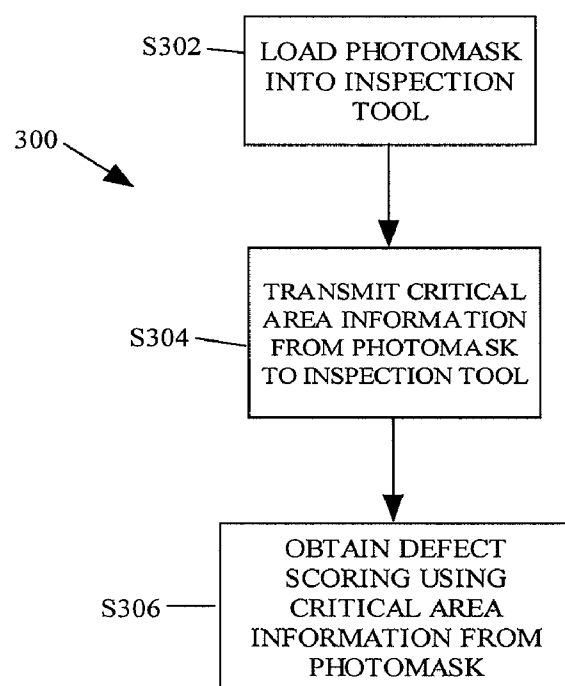 S302
LOAD PHOTOMASK
INTO INSPECTION
TOOL
300
S304
TRANSMIT CRITICAL
AREA INFORMATION
FROM PHOTOMASK
TO INSPECTION TOOL
S306
OBTAIN DEFECT
SCORING USING
CRITICAL AREA
INFORMATION FROM
PHOTOMASK